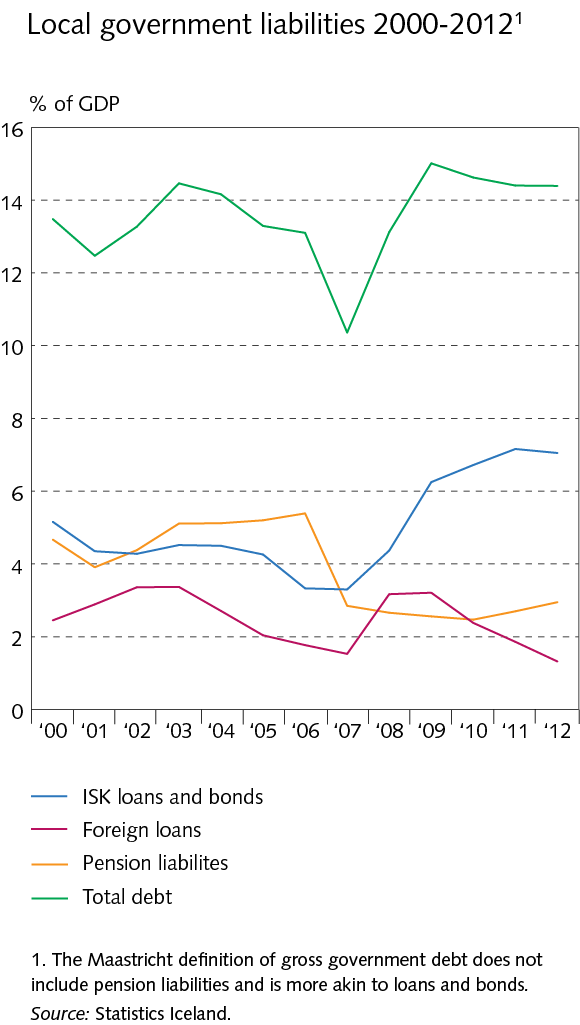 Local government liabilities 2000-2012¹
% of GDP
16
14
12
10
8
6
4
2
0
‘00 ‘01 ‘02 ‘03 ‘04 ‘05 ‘06 ‘07 ‘08 ‘09 ‘10 ‘11 ‘12
ISK loans and bonds
Foreign loans
Pension liabilites
Total debt
1. The Maastricht definition of gross government debt does not
include pension liabilities and is more akin to loans and bonds.
Source: Statistics Iceland.